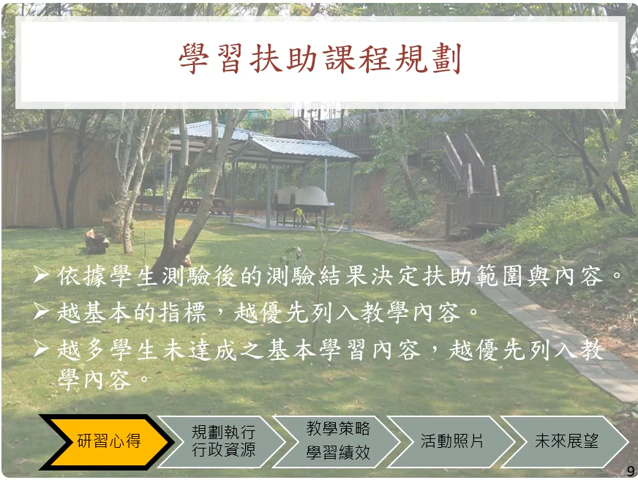 學習扶助課程規劃
➢依據學生測驗後的測驗結果決定扶助範圍與內容。
➢越基本的指標，越優先列入教學內容。
➢越多學生未達成之基本學習內容，越優先列入教
學內容。
研習心得
規劃執行
行政資源
教學策略
學習績效
活動照片
未來展望
9